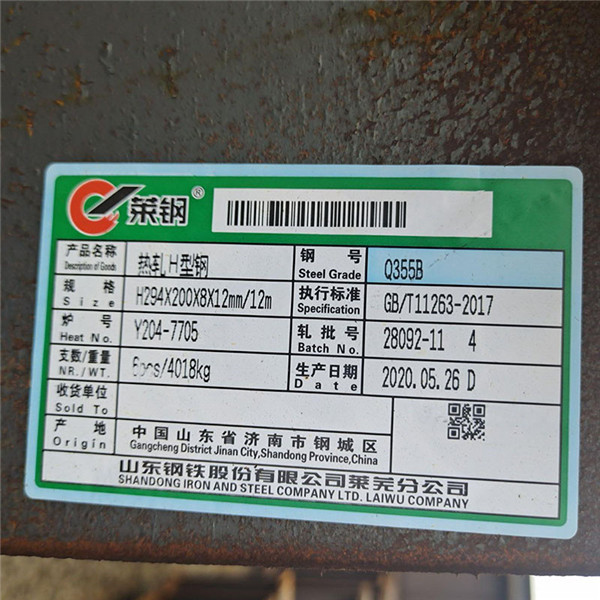 莱钢®
产品名称 热轧H型钢 钢号 Q355B
Description of Goods Steel Grade
规格 H294X200X8X12mm/12m 执行标准 GB/T11263-2017
Size Specification
炉号 Y204-7705 轧批号 28092-11 4
Heat No. Batch No.
支数/重量 6pcs/4018kg 生产日期 2020.05.26 D
NR./WT. Date
收货单位
Sold To
产地 中国山东省济南市钢城区
Origin Gangcheng District Jinan City,Shandong Province,China
山东钢铁股份有限公司莱芜分公司
SHANDONG IRON AND STEEL COMPANY LTD. LAIWU COMPANY